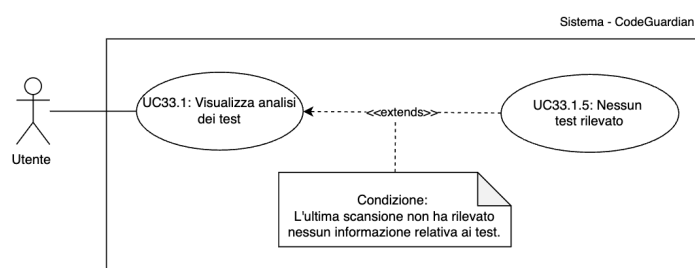 Sistema - CodeGuardian
UC33.1: Visualizza analisi
dei test
<<extends>>
UC33.1.5: Nessun
test rilevato
Utente
Condizione:
L'ultima scansione non ha rilevato
nessun informazione relativa ai test.